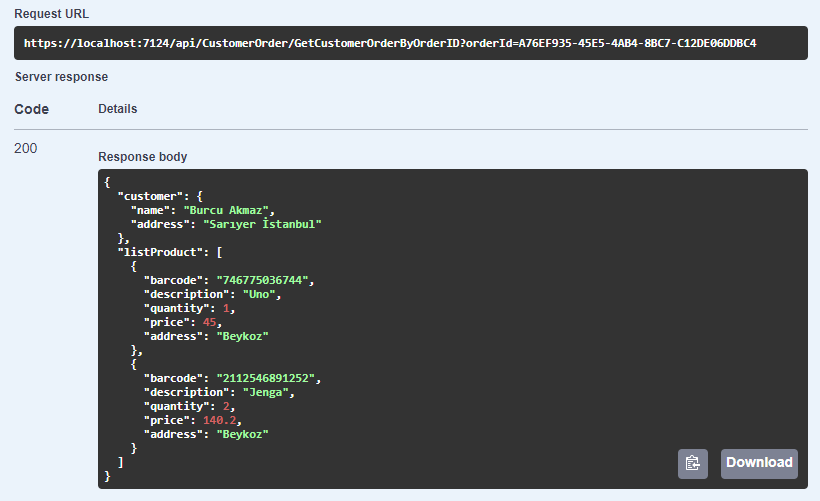 Request URL
https://localhost:7124/api/CustomerOrder/GetCustomerOrderByOrderID?orderId=A76EF935-45E5-4AB4-8BC7-C12DE06DDBC4
Server response
Code Details
200
Response body
{
  "customer": {
    "name": "Burcu Akmaz",
    "address": "Sarıyer İstanbul"
  },
  "listProduct": [
    {
      "barcode": "746775036744",
      "description": "Uno",
      "quantity": 1,
      "price": 45,
      "address": "Beykoz"
    },
    {
      "barcode": "2112546891252",
      "description": "Jenga",
      "quantity": 2,
      "price": 140.2,
      "address": "Beykoz"
    }
  ]
}
Download